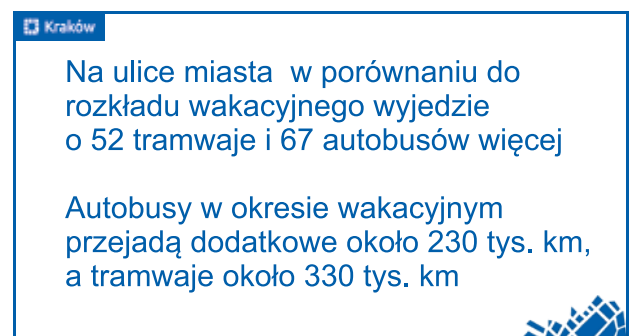 Kraków
Na ulice miasta w porównaniu do
rozkładu wakacyjnego wyjedzie
o 52 tramwaje i 67 autobusów więcej
Autobusy w okresie wakacyjnym
przejadą dodatkowe około 230 tys. km,
a tramwaje około 330 tys. km